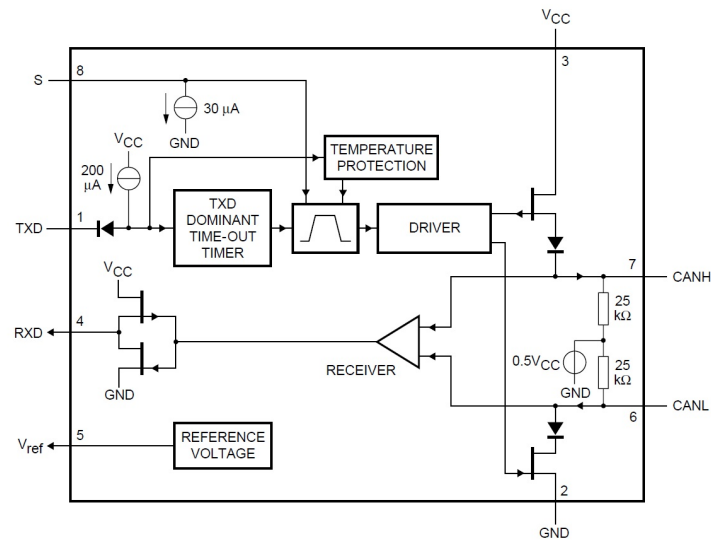 VCC
3
8
S
30 μA
GND
VCC
200
μA
TEMPERATURE
PROTECTION
1
TXD
TXD
DOMINANT
TIME-OUT
TIMER
DRIVER
VCC
7
CANH
4
RXD
25
kΩ
RECEIVER
0.5VCC
25
kΩ
GND
GND
6
CANL
5
Vref
REFERENCE
VOLTAGE
2
GND